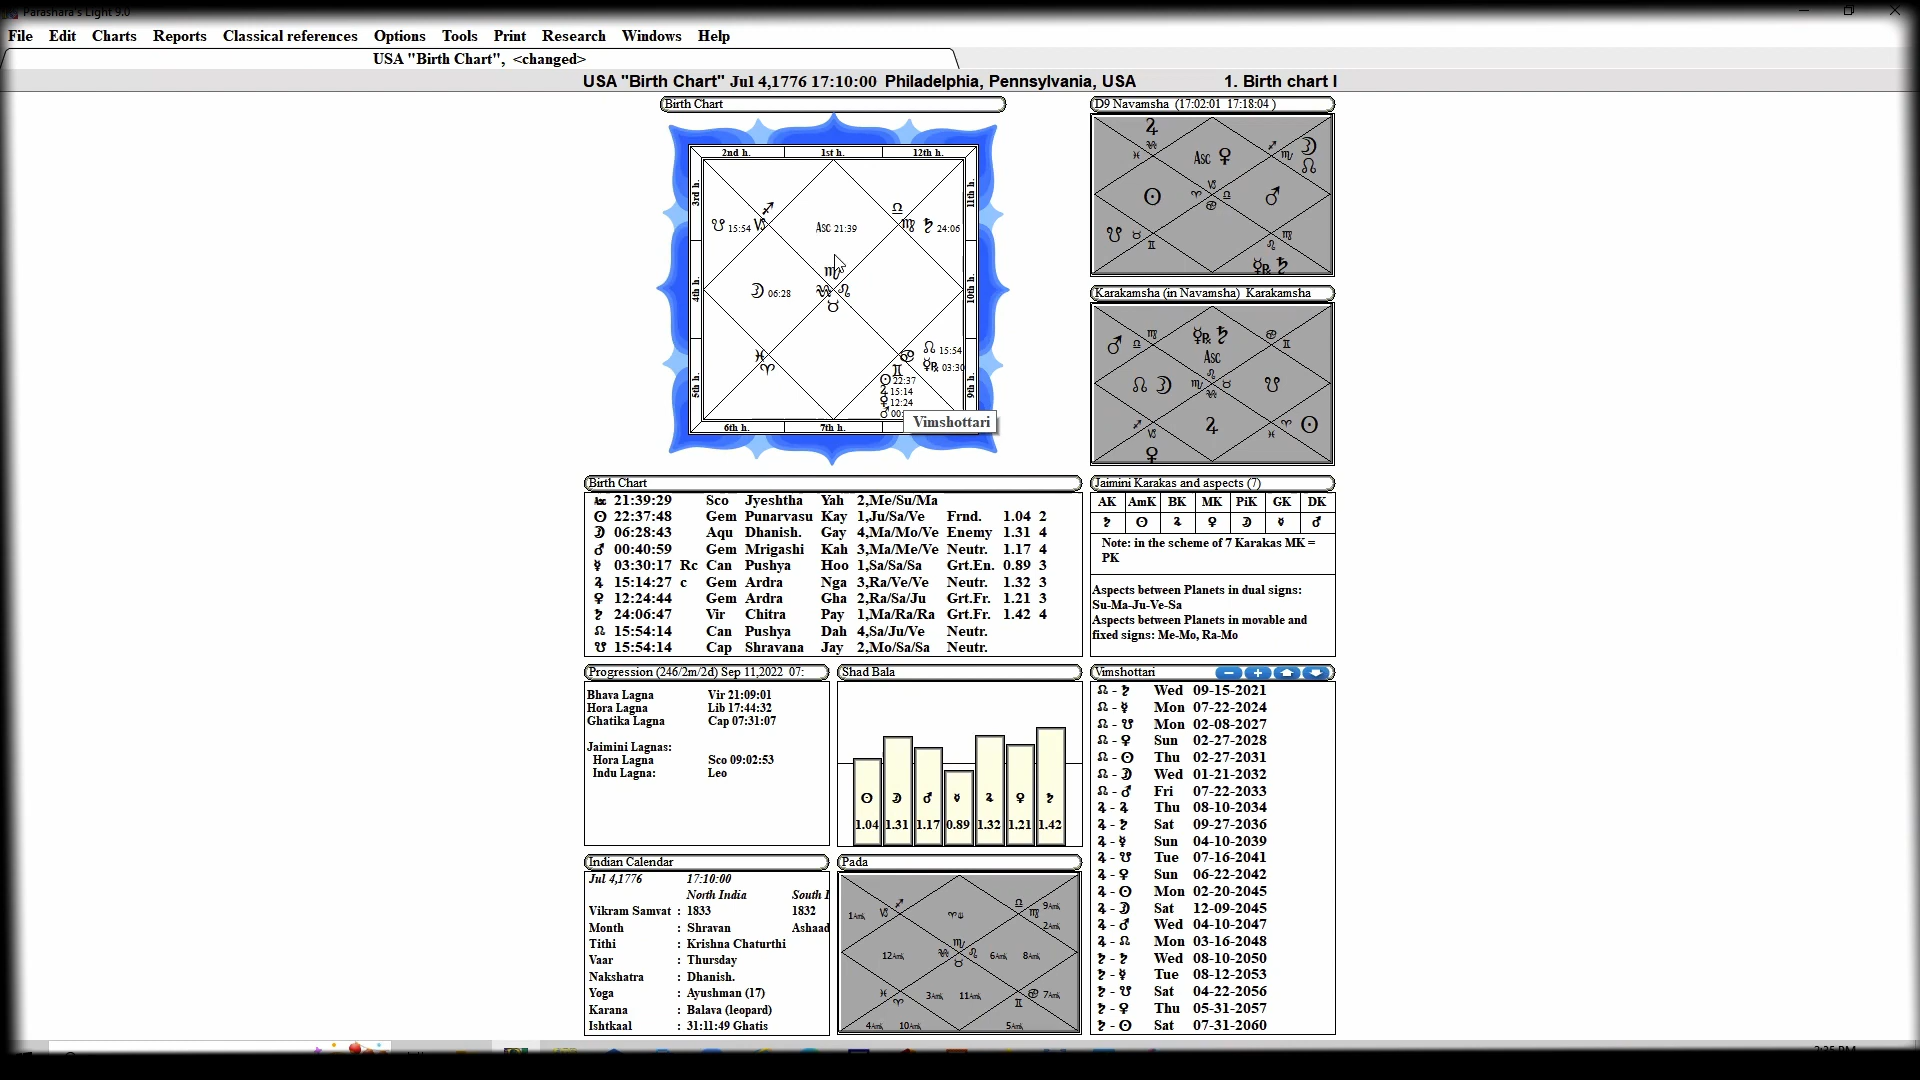 Parashara's Light 9.0
File Edit Charts Reports Classical references Options Tools Print Research Windows Help
USA "Birth Chart", <changed>
USA "Birth Chart" Jul 4,1776 17:10:00 Philadelphia, Pennsylvania, USA 1. Birth chart I
Birth Chart
2nd h. 1st h. 12th h.
3rd h. 11th h.
☋ 15:54 ♑ ♐ Asc 21:39 ♎ ♍ ♄ 24:06
♏
4th h. ☽ 06:28 ♒ ♌ 10th h.
♉
♓ ♋ ☊ 15:54
♈ ♊ ☿℞ 03:30
5th h. ☉ 22:37 9th h.
♃ 15:14
♀ 12:24
♂ 00:
6th h. 7th h.
Vimshottari
D9 Navamsha (17:02:01 17:18:04 )
Asc
Karakamsha (in Navamsha) Karakamsha
Asc
Birth Chart
Asc 21:39:29 Sco Jyeshtha Yah 2,Me/Su/Ma
☉ 22:37:48 Gem Punarvasu Kay 1,Ju/Sa/Ve Frnd. 1.04 2
☽ 06:28:43 Aqu Dhanish. Gay 4,Ma/Mo/Ve Enemy 1.31 4
♂ 00:40:59 Gem Mrigashi Kah 3,Ma/Me/Ve Neutr. 1.17 4
☿ 03:30:17 Rc Can Pushya Hoo 1,Sa/Sa/Sa Grt.En. 0.89 3
♃ 15:14:27 c Gem Ardra Nga 3,Ra/Ve/Ve Neutr. 1.32 3
♀ 12:24:44 Gem Ardra Gha 2,Ra/Sa/Ju Grt.Fr. 1.21 3
♄ 24:06:47 Vir Chitra Pay 1,Ma/Ra/Ra Grt.Fr. 1.42 4
☊ 15:54:14 Can Pushya Dah 4,Sa/Ju/Ve Neutr.
☋ 15:54:14 Cap Shravana Jay 2,Mo/Sa/Sa Neutr.
Jaimini Karakas and aspects (7)
AK AmK BK MK PiK GK DK
♄ ☉ ♃ ♀ ☽ ☿ ♂
Note: in the scheme of 7 Karakas MK =
PK
Aspects between Planets in dual signs:
Su-Ma-Ju-Ve-Sa
Aspects between Planets in movable and
fixed signs: Me-Mo, Ra-Mo
Progression (246/2m/2d) Sep 11,2022 07:
Bhava Lagna Vir 21:09:01
Hora Lagna Lib 17:44:32
Ghatika Lagna Cap 07:31:07
Jaimini Lagnas:
Hora Lagna Sco 09:02:53
Indu Lagna: Leo
Shad Bala
☉ ☽ ♂ ☿ ♃ ♀ ♄
1.04 1.31 1.17 0.89 1.32 1.21 1.42
Vimshottari
☊ - ♄ Wed 09-15-2021
☊ - ☿ Mon 07-22-2024
☊ - ☋ Mon 02-08-2027
☊ - ♀ Sun 02-27-2028
☊ - ☉ Thu 02-27-2031
☊ - ☽ Wed 01-21-2032
☊ - ♂ Fri 07-22-2033
♃ - ♃ Thu 08-10-2034
♃ - ♄ Sat 09-27-2036
♃ - ☿ Sun 04-10-2039
♃ - ☋ Tue 07-16-2041
♃ - ♀ Sun 06-22-2042
♃ - ☉ Mon 02-20-2045
♃ - ☽ Sat 12-09-2045
♃ - ♂ Wed 04-10-2047
♃ - ☊ Mon 03-16-2048
♄ - ♄ Wed 08-10-2050
♄ - ☿ Tue 08-12-2053
♄ - ☋ Sat 04-22-2056
♄ - ♀ Thu 05-31-2057
♄ - ☉ Sat 07-31-2060
Indian Calendar
Jul 4,1776 17:10:00
North India South I
Vikram Samvat : 1833 1832
Month : Shravan Ashaad
Tithi : Krishna Chaturthi
Vaar : Thursday
Nakshatra : Dhanish.
Yoga : Ayushman (17)
Karana : Balava (leopard)
Ishtkaal : 31:11:49 Ghatis
Pada
9Aruḍ